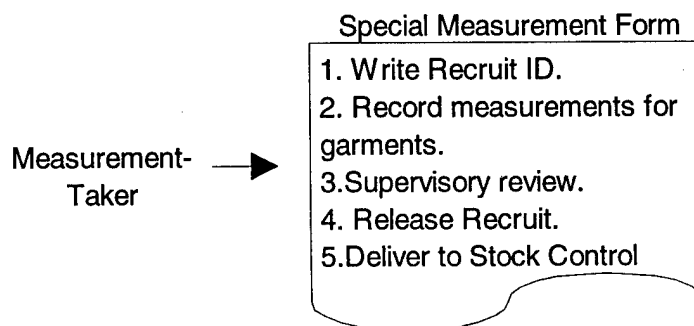 Special Measurement Form
1. Write Recruit ID.
2. Record measurements for
garments.
3.Supervisory review.
4. Release Recruit.
5.Deliver to Stock Control
Measurement-
Taker